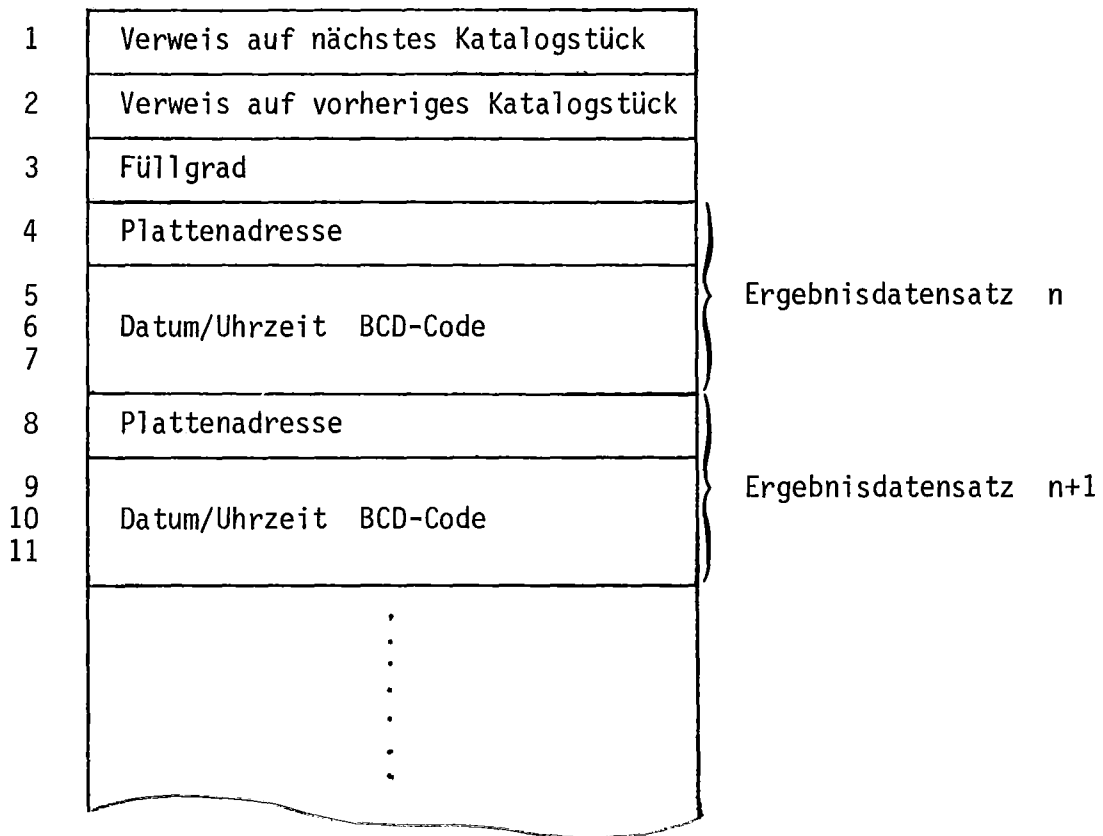 1 Verweis auf nächstes Katalogstück
2 Verweis auf vorheriges Katalogstück
3 Füllgrad
4 Plattenadresse
5 Ergebnisdatensatz n
6 Datum/Uhrzeit BCD-Code
7
8 Plattenadresse
9 Ergebnisdatensatz n+1
10 Datum/Uhrzeit BCD-Code
11